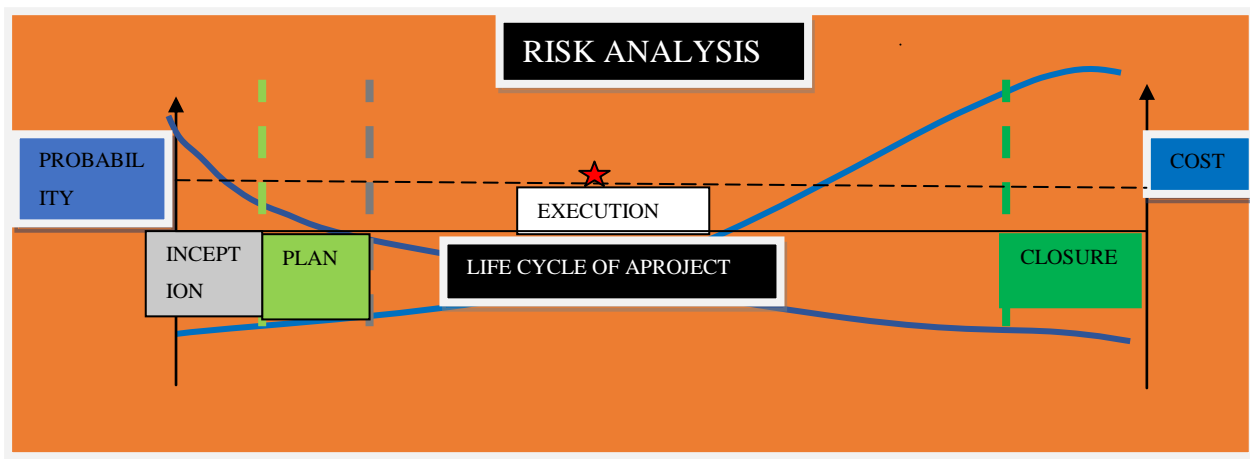 RISK ANALYSIS
PROBABIL
ITY
COST
EXECUTION
INCEPT
ION
PLAN
LIFE CYCLE OF APROJECT
CLOSURE